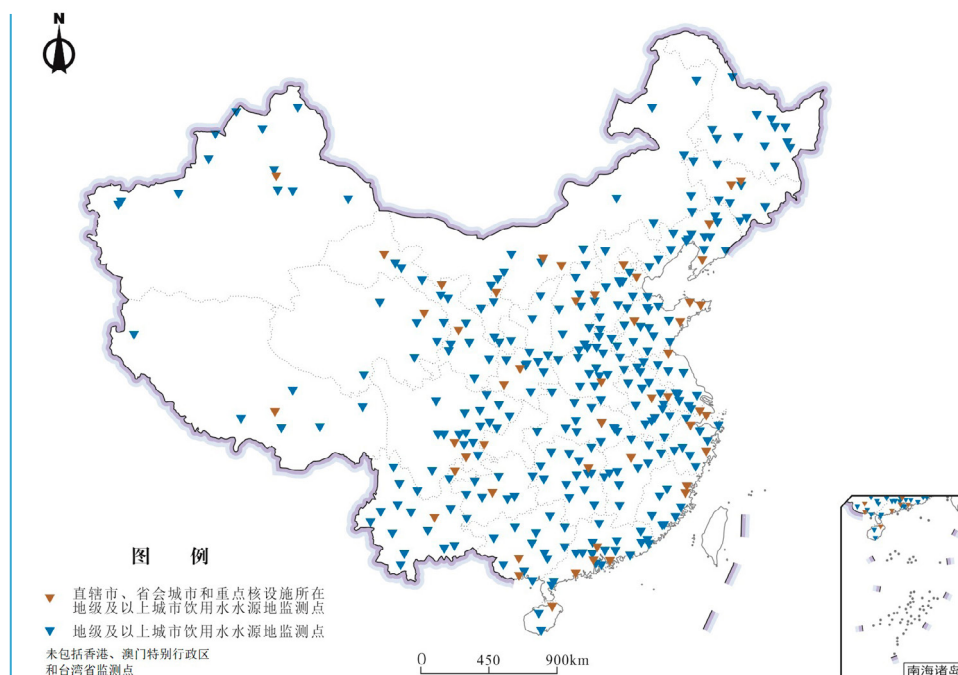 N
图 例
直辖市、省会城市和重点核设施所在
地级及以上城市饮用水水源地监测点
地级及以上城市饮用水水源地监测点
未包括香港、澳门特别行政区
和台湾省监测点
0 450 900km
南海诸岛